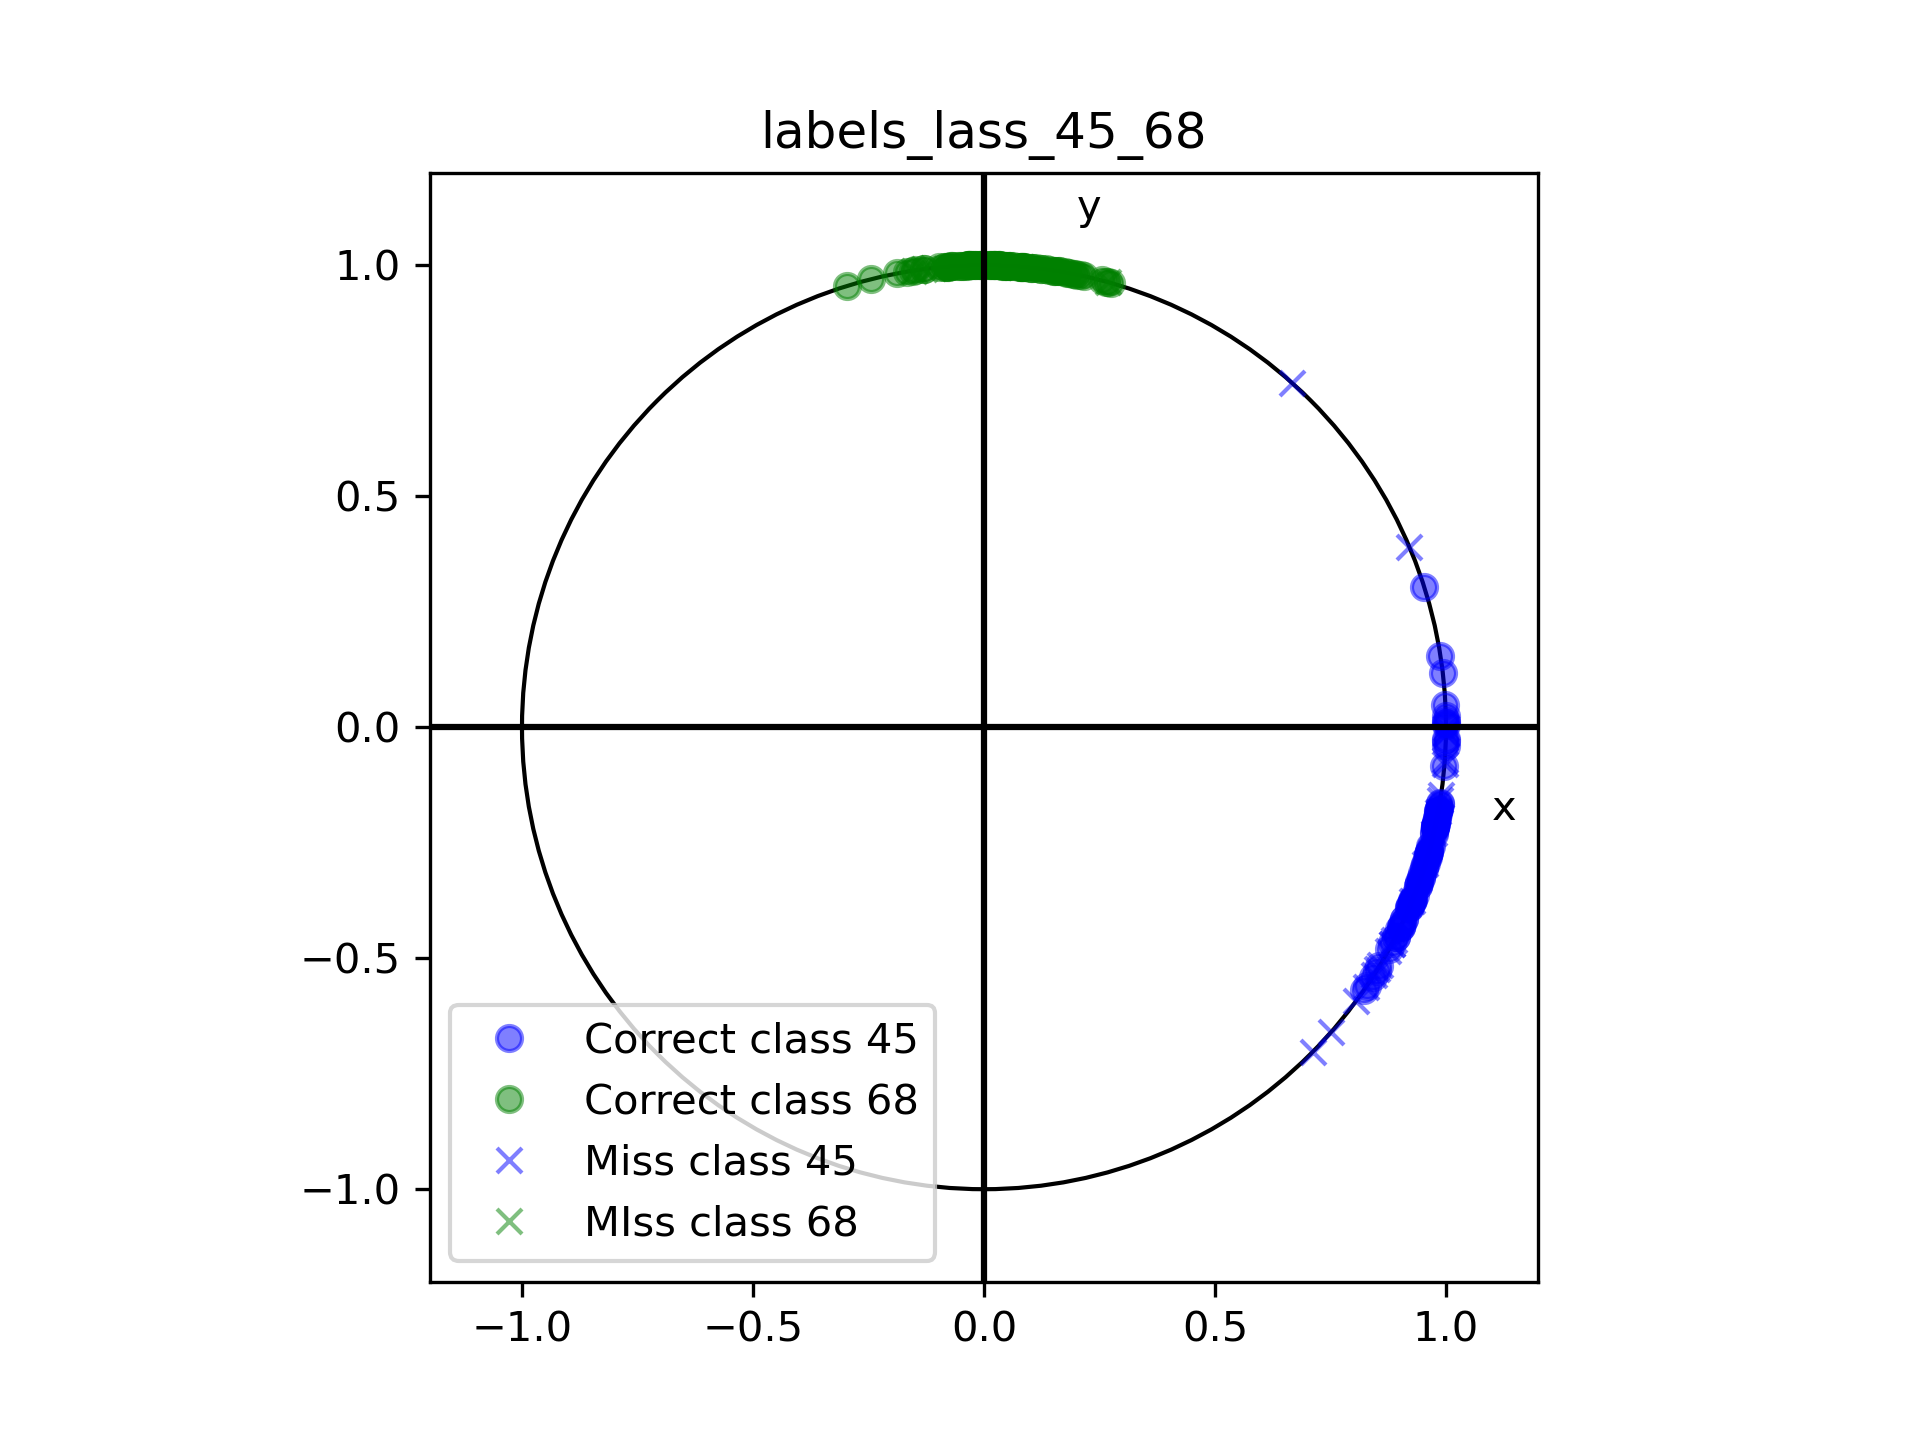 labels_lass_45_68
y
1.0
0.5
0.0
x
−0.5
−1.0
Correct class 45
Correct class 68
Miss class 45
MIss class 68
−1.0 −0.5 0.0 0.5 1.0